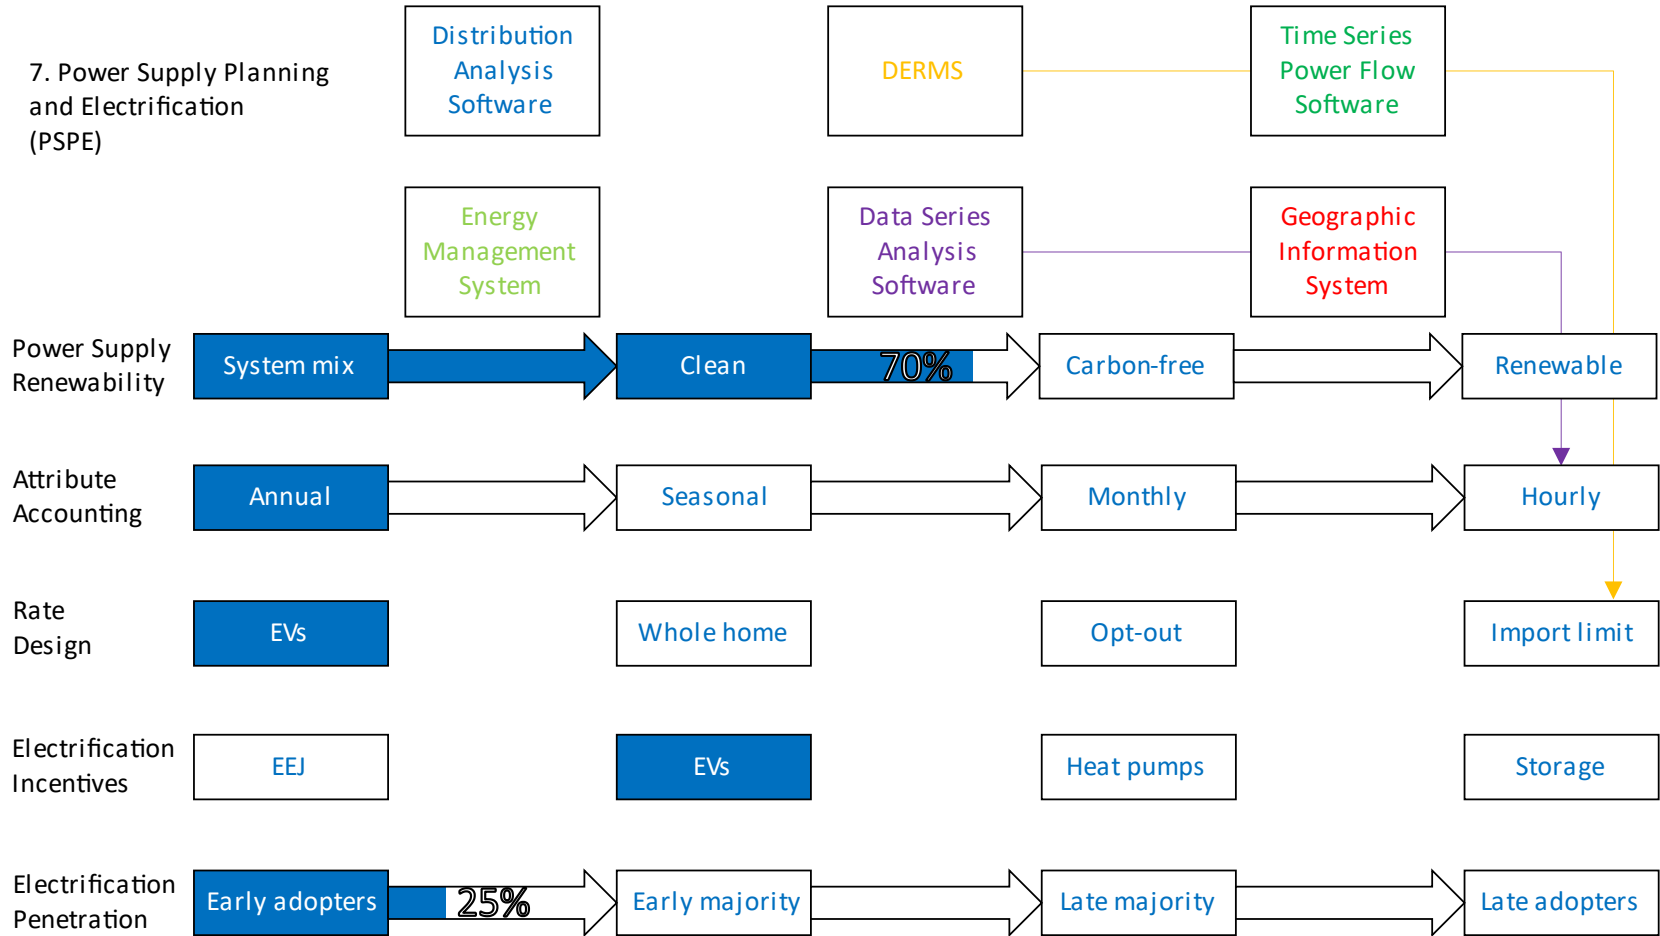 7. Power Supply Planning
and Electrification
(PSPE)
Distribution
Analysis
Software
DERMS
Time Series
Power Flow
Software
Energy
Management
System
Data Series
Analysis
Software
Geographic
Information
System
Power Supply
Renewability
System mix
Clean
70%
Carbon-free
Renewable
Attribute
Accounting
Annual
Seasonal
Monthly
Hourly
Rate
Design
EVs
Whole home
Opt-out
Import limit
Electrification
Incentives
EEJ
EVs
Heat pumps
Storage
Electrification
Penetration
Early adopters
25%
Early majority
Late majority
Late adopters